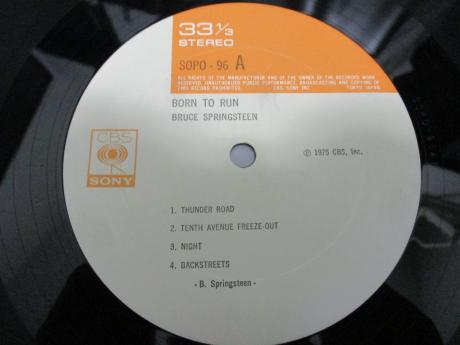 33 1/3
STEREO
SOPO - 96 A
ALL RIGHTS OF THE MANUFACTURER AND OF THE OWNER OF THE RECORDED WORK
RESERVED. UNAUTHORIZED PUBLIC PERFORMANCE, BROADCASTING AND COPYING OF
THIS RECORD PROHIBITED. CBS/SONY INC. TOKYO JAPAN
BORN TO RUN
BRUCE SPRINGSTEEN
CBS
SONY
℗ 1975 CBS, Inc.
1. THUNDER ROAD
2. TENTH AVENUE FREEZE-OUT
3. NIGHT
4. BACKSTREETS
- B. Springsteen -